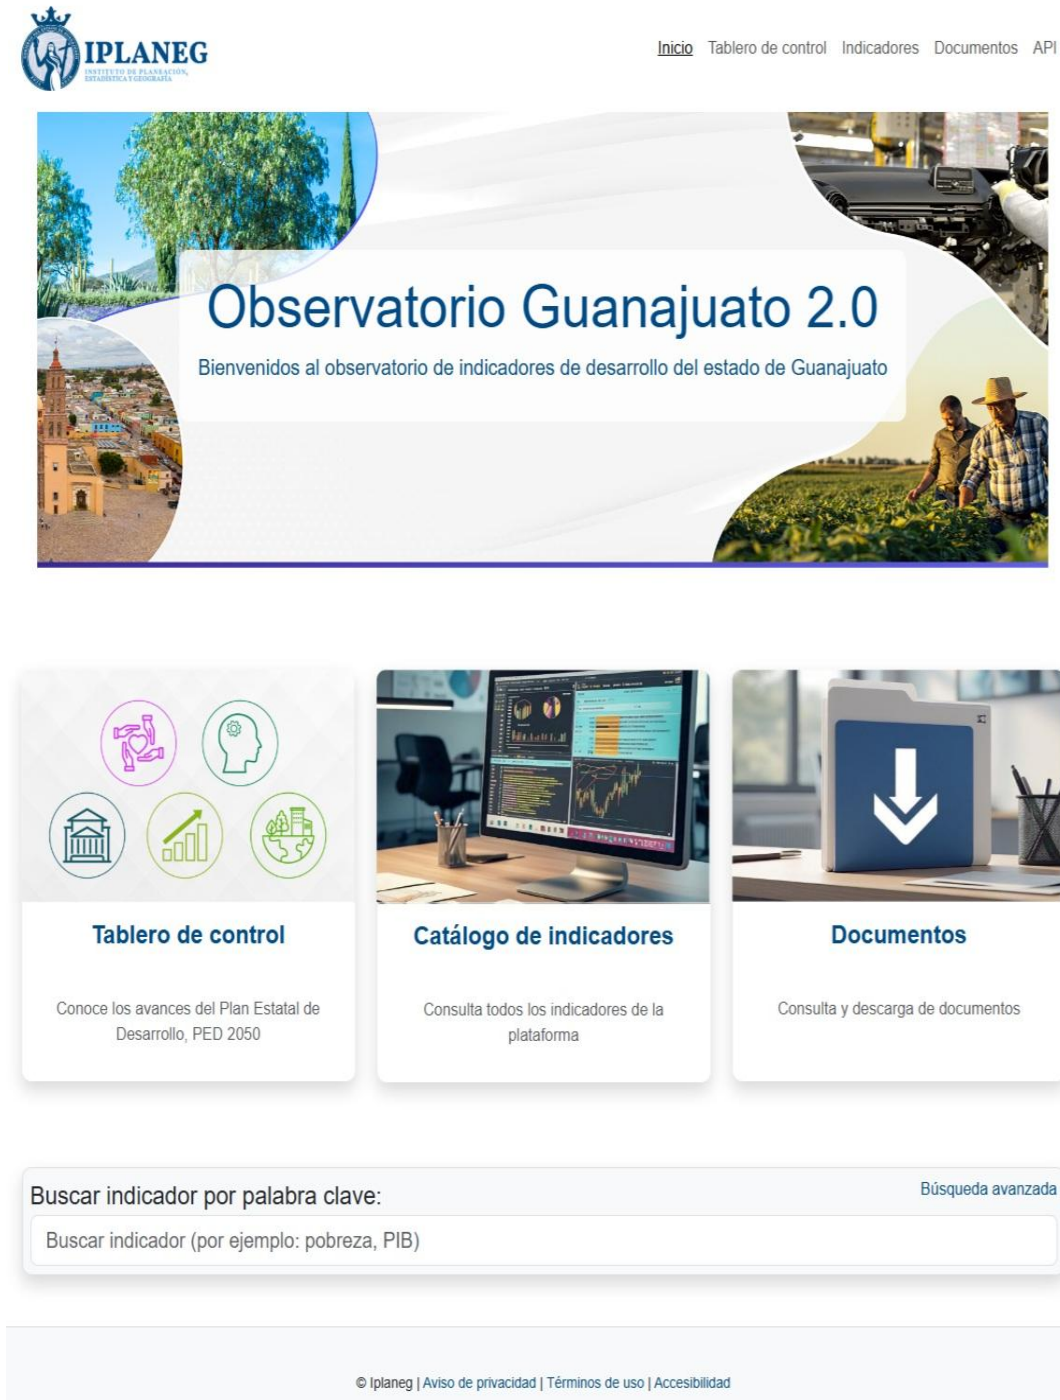 IPLANEG
INSTITUTO DE PLANEACIÓN,
ESTADÍSTICA Y GEOGRAFÍA
Inicio Tablero de control Indicadores Documentos API
Observatorio Guanajuato 2.0
Bienvenidos al observatorio de indicadores de desarrollo del estado de Guanajuato
Tablero de control
Conoce los avances del Plan Estatal de
Desarrollo, PED 2050
Catálogo de indicadores
Consulta todos los indicadores de la
plataforma
Documentos
Consulta y descarga de documentos
Buscar indicador por palabra clave:
Búsqueda avanzada
Buscar indicador (por ejemplo: pobreza, PIB)
© Iplaneg | Aviso de privacidad | Términos de uso | Accesibilidad